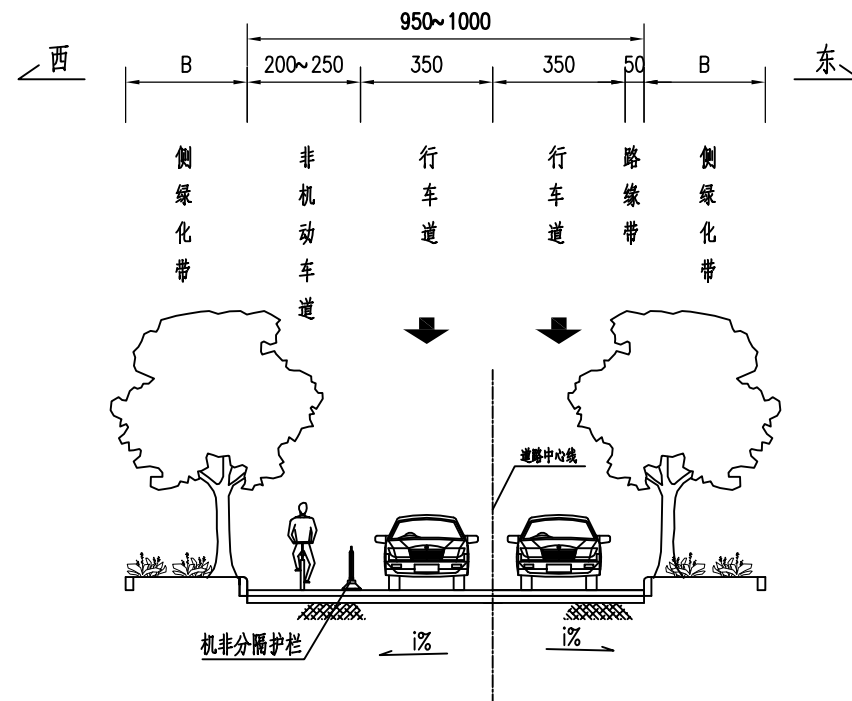 950~1000
西
B
200~250
350
350
50
B
东
侧绿化带
非机动车道
行车道
行车道
路缘带
侧绿化带
道路中心线
机非分隔护栏
i%
i%